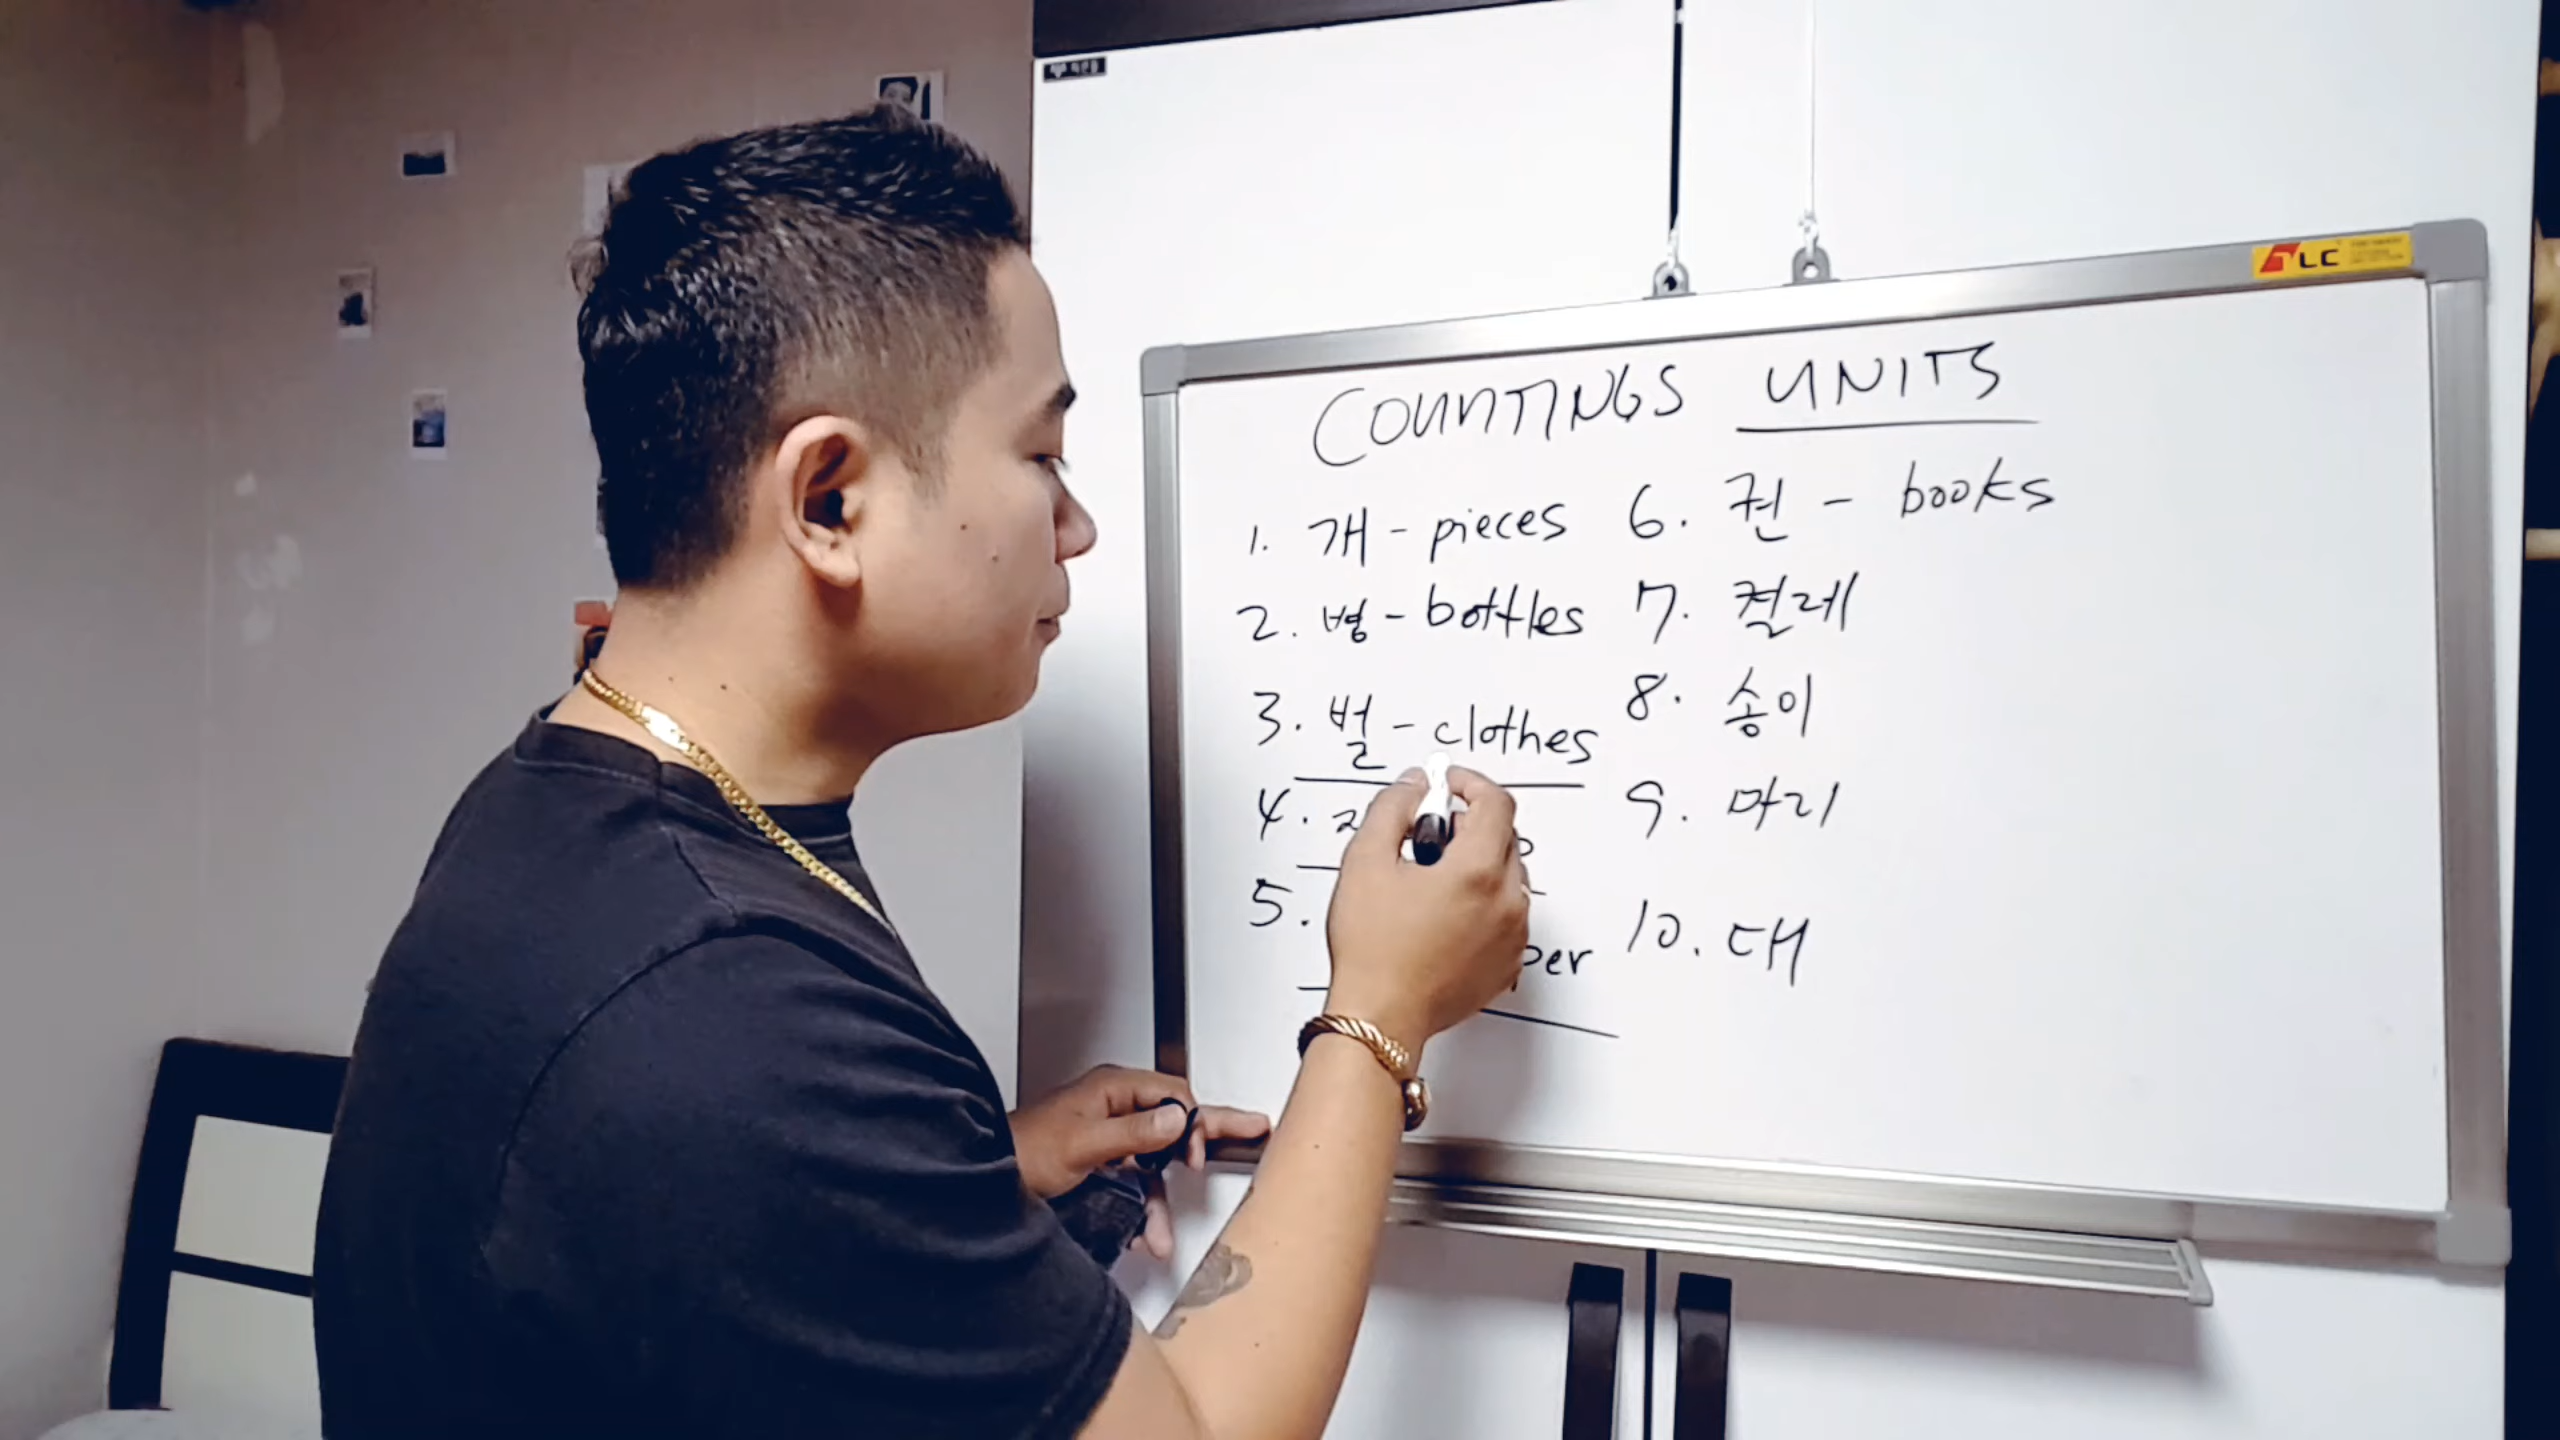 COUNTINGS UNITS
1. 개 - pieces
2. 병 - bottles
3. 벌 - clothes
4.
5.
6. 권 - books
7. 켤레
8. 송이
9. 마리
10. 대
LC